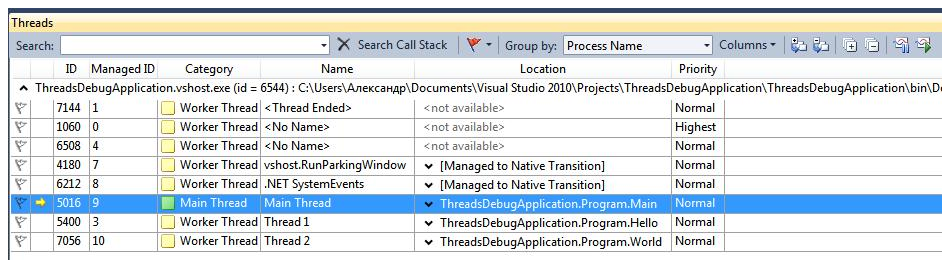 Threads
Search: Search Call Stack Group by: Process Name Columns
ID Managed ID Category Name Location Priority
ThreadsDebugApplication.vshost.exe (id = 6544) : C:\Users\Александр\Documents\Visual Studio 2010\Projects\ThreadsDebugApplication\ThreadsDebugApplication\bin\De
7144 1 Worker Thread <Thread Ended> <not available> Normal
1060 0 Worker Thread <No Name> <not available> Highest
6508 4 Worker Thread <No Name> <not available> Normal
4180 7 Worker Thread vshost.RunParkingWindow [Managed to Native Transition] Normal
6212 8 Worker Thread .NET SystemEvents [Managed to Native Transition] Normal
5016 9 Main Thread Main Thread ThreadsDebugApplication.Program.Main Normal
5400 3 Worker Thread Thread 1 ThreadsDebugApplication.Program.Hello Normal
7056 10 Worker Thread Thread 2 ThreadsDebugApplication.Program.World Normal